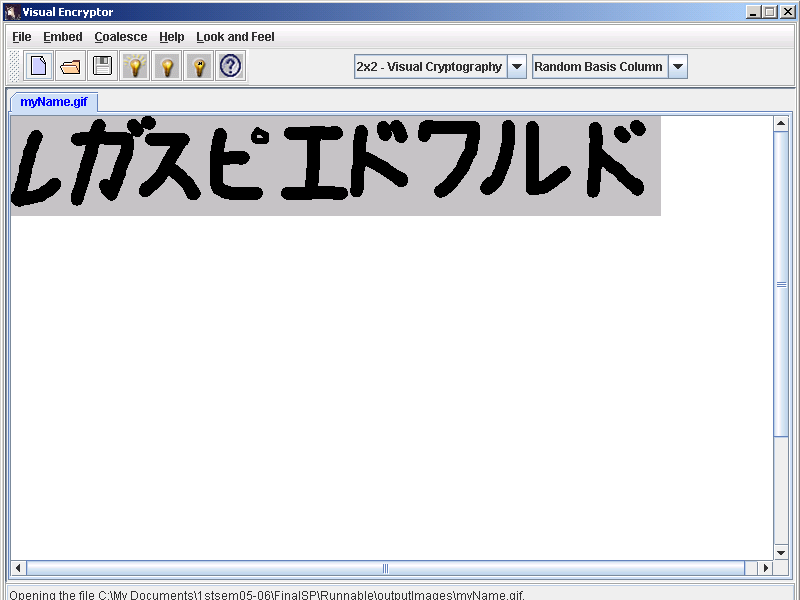 Visual Encryptor
File Embed Coalesce Help Look and Feel
2x2 - Visual Cryptography Random Basis Column
myName.gif
レガスピエドワルド
Opening the file C:\My Documents\1stsem05-06\FinalSP\Runnable\outputImages\myName.gif.